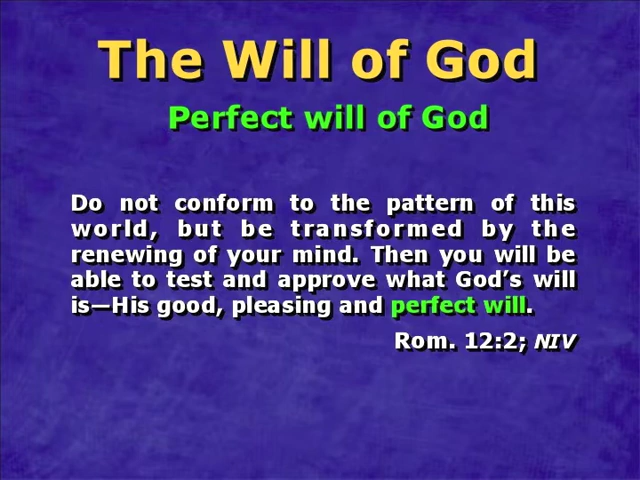 The Will of God
Perfect will of God
Do not conform to the pattern of this
world, but be transformed by the
renewing of your mind. Then you will be
able to test and approve what God’s will
is—His good, pleasing and perfect will.
Rom. 12:2; NIV